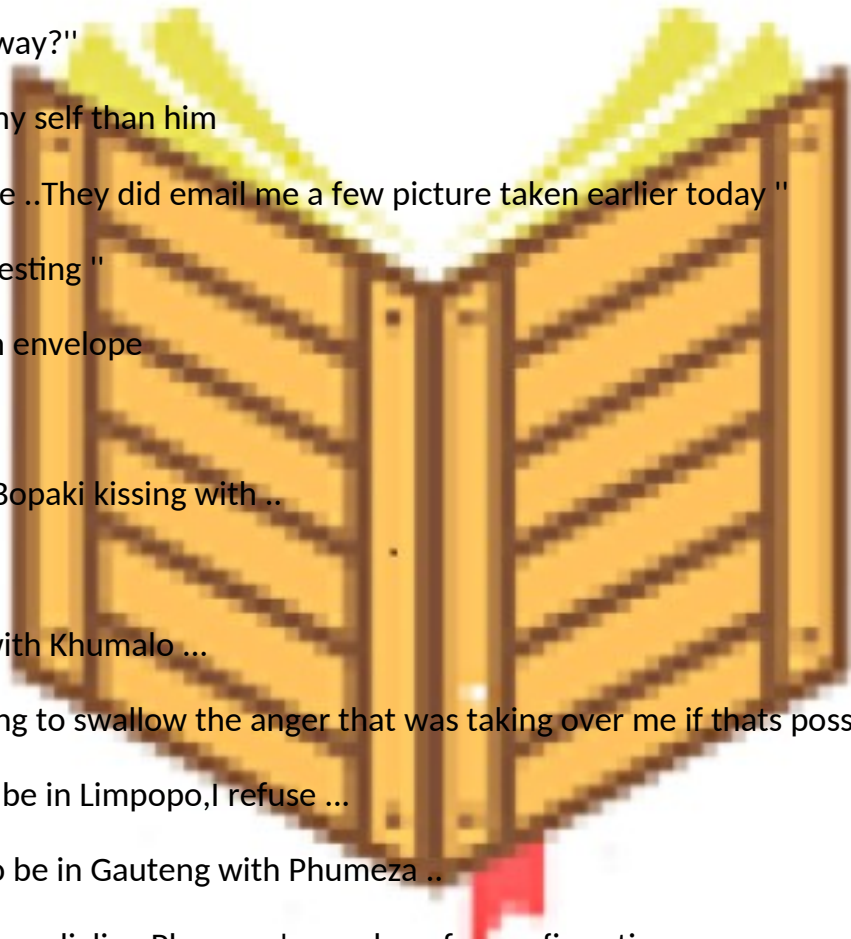 way?"
my self than him
e ..They did email me a few picture taken earlier today "
esting "
n envelope
Bopaki kissing with ..
with Khumalo ...
ng to swallow the anger that was taking over me if thats poss
be in Limpopo,I refuse ...
o be in Gauteng with Phumeza ..